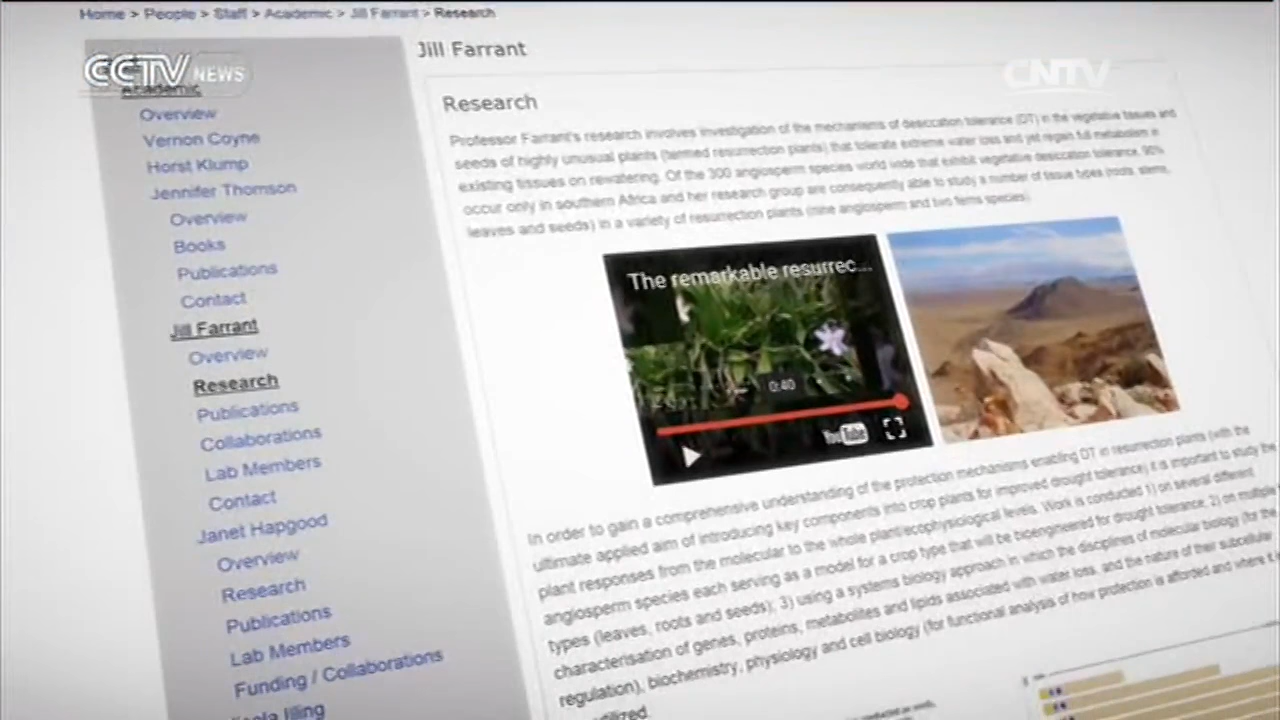 Home > People > Staff > Academic > Jill Farrant > Research
CCTV NEWS
CNTV
Academic
Overview
Vernon Coyne
Horst Klump
Jennifer Thomson
Overview
Books
Publications
Contact
Jill Farrant
Overview
Research
Publications
Collaborations
Lab Members
Contact
Janet Hapgood
Overview
Research
Publications
Lab Members
Funding / Collaborations
Illing
Jill Farrant
Research
Professor Farrant's research involves investigation of the mechanisms of desiccation tolerance (DT) in the vegetative tissues and
seeds of highly unusual plants (termed resurrection plants) that tolerate extreme water loss and yet regain full metabolism in
existing tissues on rewatering. Of the 300 angiosperm species world wide that exhibit vegetative desiccation tolerance, 90%
occur only in southern Africa and her research group are consequently able to study a number of tissue types (roots, stems,
leaves and seeds) in a variety of resurrection plants (nine angiosperm and two ferns species).
The remarkable resurrec...
0:40
YouTube
In order to gain a comprehensive understanding of the protection mechanisms enabling DT in resurrection plants (with the
ultimate applied aim of introducing key components into crop plants for improved drought tolerance) it is important to study the
plant responses from the molecular to the whole plant/ecophysiological levels. Work is conducted 1) on several different
angiosperm species each serving as a model for a crop type that will be bioengineered for drought tolerance; 2) on multiple
types (leaves, roots and seeds); 3) using a systems biology approach in which the disciplines of molecular biology (for the
characterisation of genes, proteins, metabolites and lipids associated with water loss, and the nature of their subcellular
regulation), biochemistry, physiology and cell biology (for functional analysis of how protection is afforded and where it
utilized.